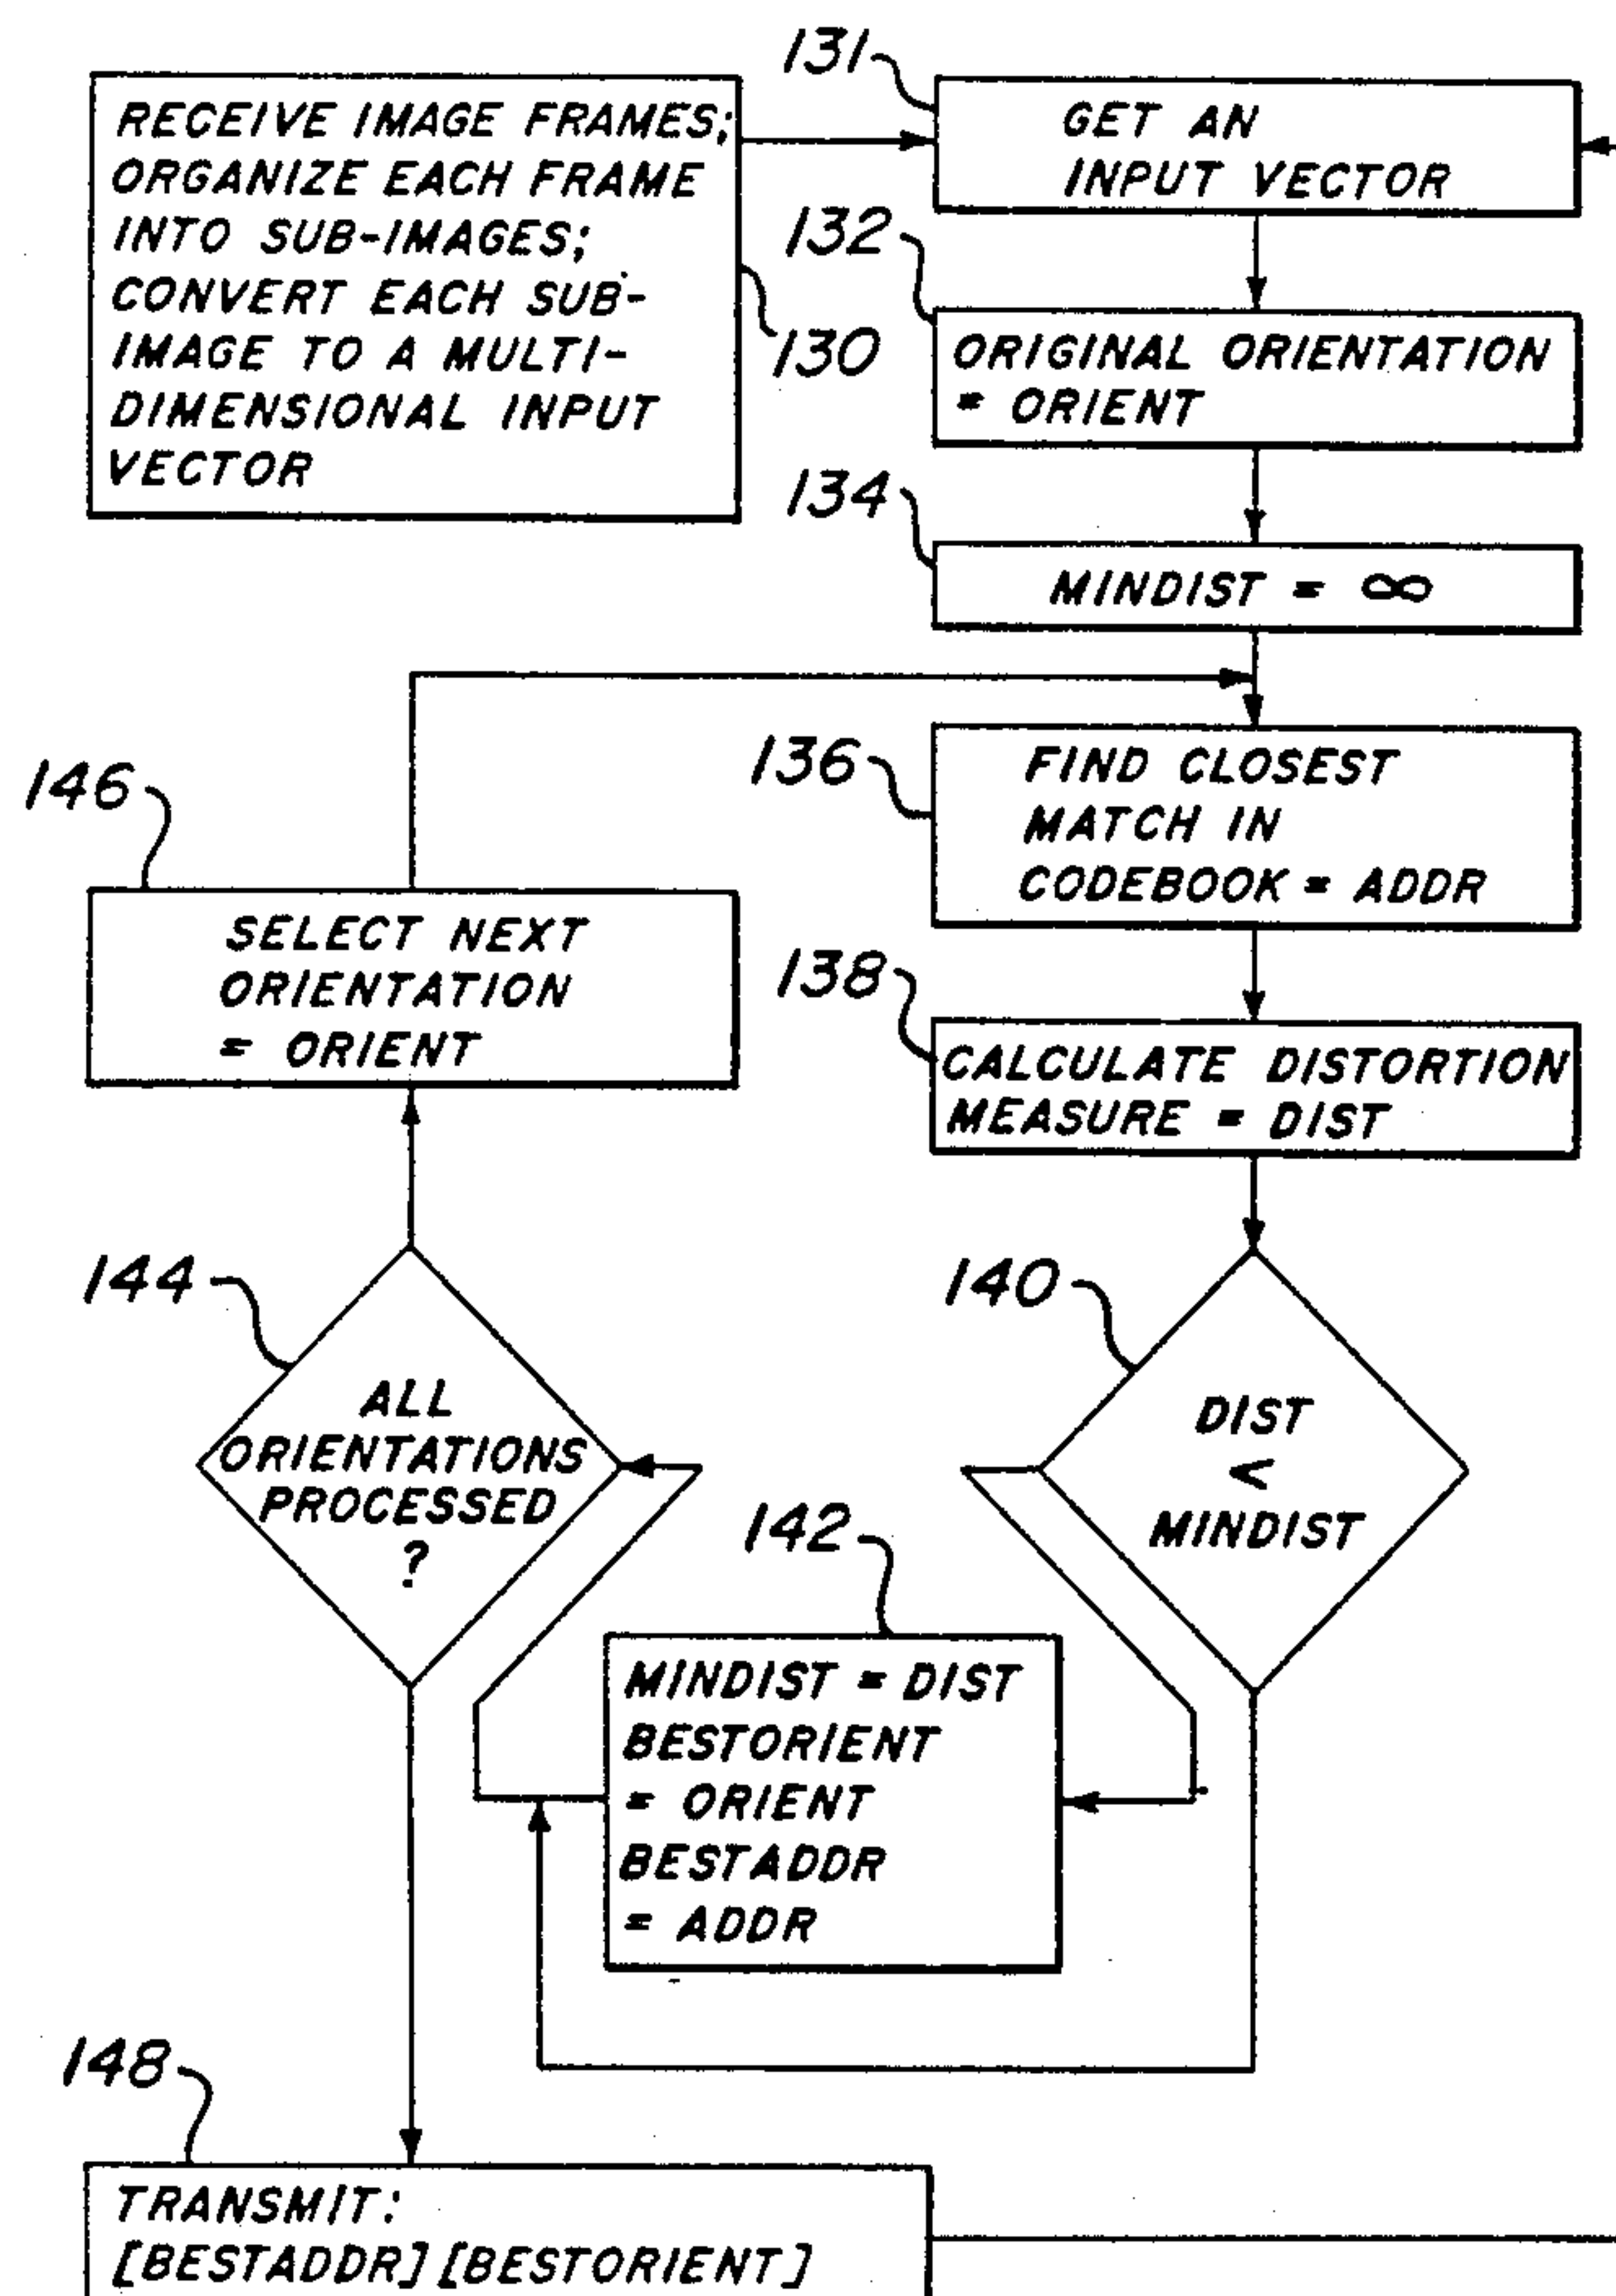 RECEIVE IMAGE FRAMES;
ORGANIZE EACH FRAME
INTO SUB-IMAGES;
CONVERT EACH SUB-
IMAGE TO A MULTI-
DIMENSIONAL INPUT
VECTOR
130
131
GET AN
INPUT VECTOR
132
ORIGINAL ORIENTATION
= ORIENT
134
MINDIST = ∞
136
FIND CLOSEST
MATCH IN
CODEBOOK = ADDR
138
CALCULATE DISTORTION
MEASURE = DIST
140
DIST
<
MINDIST
142
MINDIST = DIST
BESTORIENT
= ORIENT
BESTADDR
= ADDR
144
ALL
ORIENTATIONS
PROCESSED
?
146
SELECT NEXT
ORIENTATION
= ORIENT
148
TRANSMIT:
[BESTADDR][BESTORIENT]